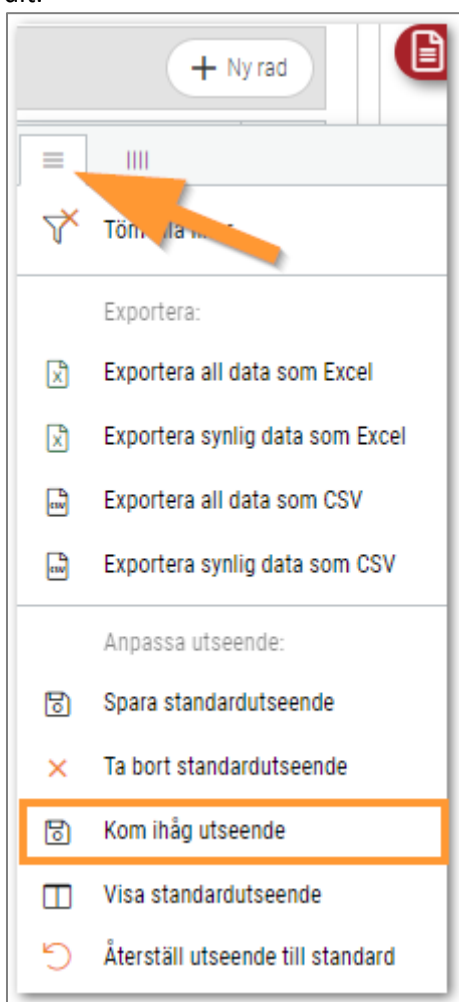 + Ny rad
Töm
Exportera:
Exportera all data som Excel
Exportera synlig data som Excel
Exportera all data som CSV
Exportera synlig data som CSV
Anpassa utseende:
Spara standardutseende
Ta bort standardutseende
Kom ihåg utseende
Visa standardutseende
Återställ utseende till standard